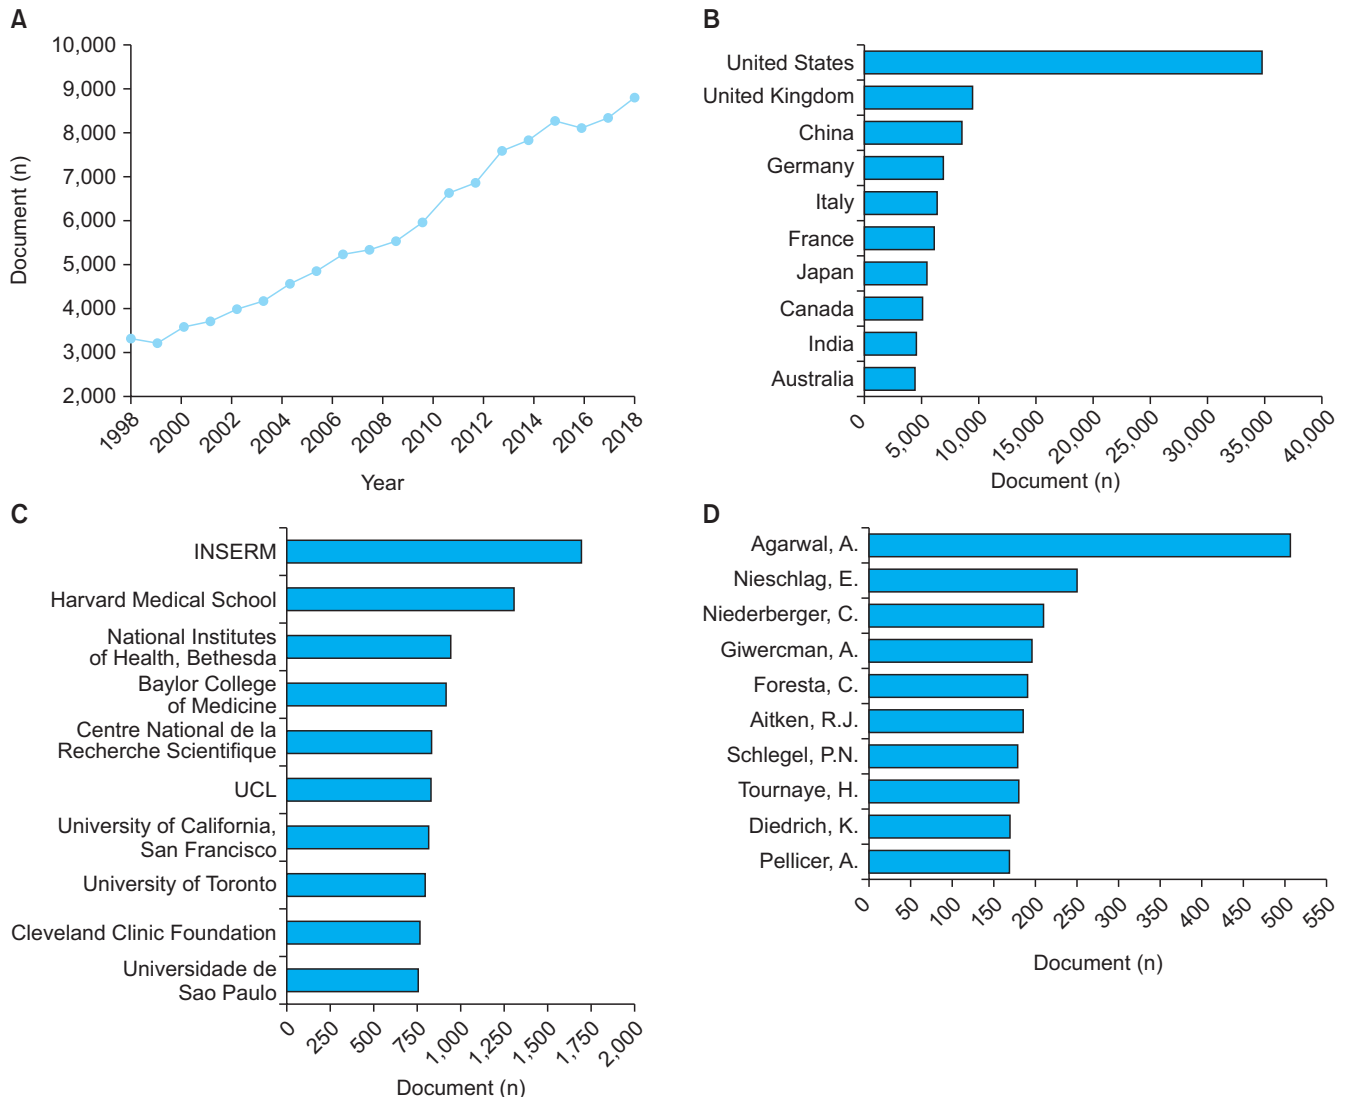 A
10,000
9,000
8,000
7,000
6,000
5,000
4,000
3,000
2,000
Document (n)
1998
2000
2002
2004
2006
2008
2010
2012
2014
2016
2018
Year
B
United States
United Kingdom
China
Germany
Italy
France
Japan
Canada
India
Australia
0
5,000
10,000
15,000
20,000
25,000
30,000
35,000
40,000
Document (n)
C
INSERM
Harvard Medical School
National Institutes
of Health, Bethesda
Baylor College
of Medicine
Centre National de la
Recherche Scientifique
UCL
University of California,
San Francisco
University of Toronto
Cleveland Clinic Foundation
Universidade de
Sao Paulo
0
250
500
750
1,000
1,250
1,500
1,750
2,000
Document (n)
D
Agarwal, A.
Nieschlag, E.
Niederberger, C.
Giwercman, A.
Foresta, C.
Aitken, R.J.
Schlegel, P.N.
Tournaye, H.
Diedrich, K.
Pellicer, A.
0
50
100
150
200
250
300
350
400
450
500
550
Document (n)